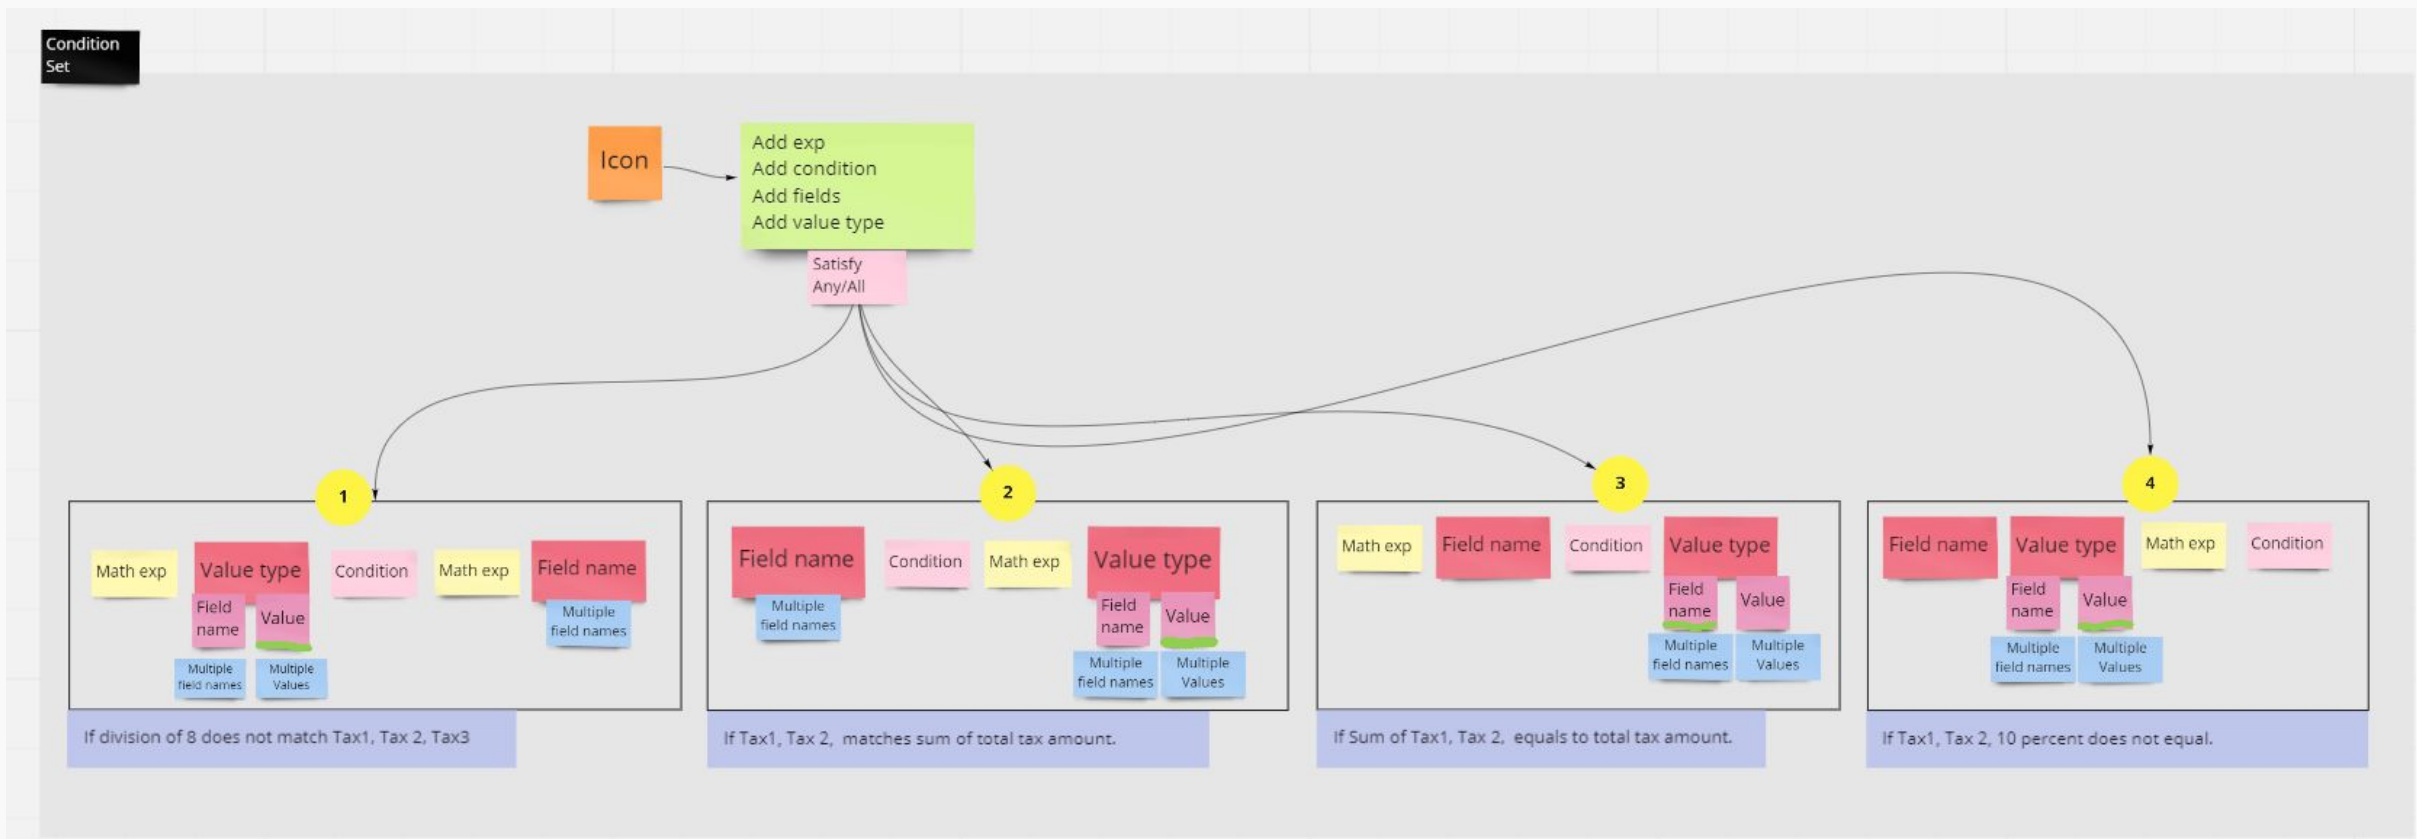 Condition
Set
Icon
Add exp
Add condition
Add fields
Add value type
Satisfy
Any/All
1
Math exp
Value type
Condition
Math exp
Field name
Field
name
Value
Multiple
field names
Multiple
field names
Multiple
Values
If division of 8 does not match Tax1, Tax 2, Tax3
2
Field name
Condition
Math exp
Value type
Multiple
field names
Field
name
Value
Multiple
field names
Multiple
Values
If Tax1, Tax 2,  matches sum of total tax amount.
3
Math exp
Field name
Condition
Value type
Field
name
Value
Multiple
field names
Multiple
Values
If Sum of Tax1, Tax 2,  equals to total tax amount.
4
Field name
Value type
Math exp
Condition
Field
name
Value
Multiple
field names
Multiple
Values
If Tax1, Tax 2, 10 percent does not equal.